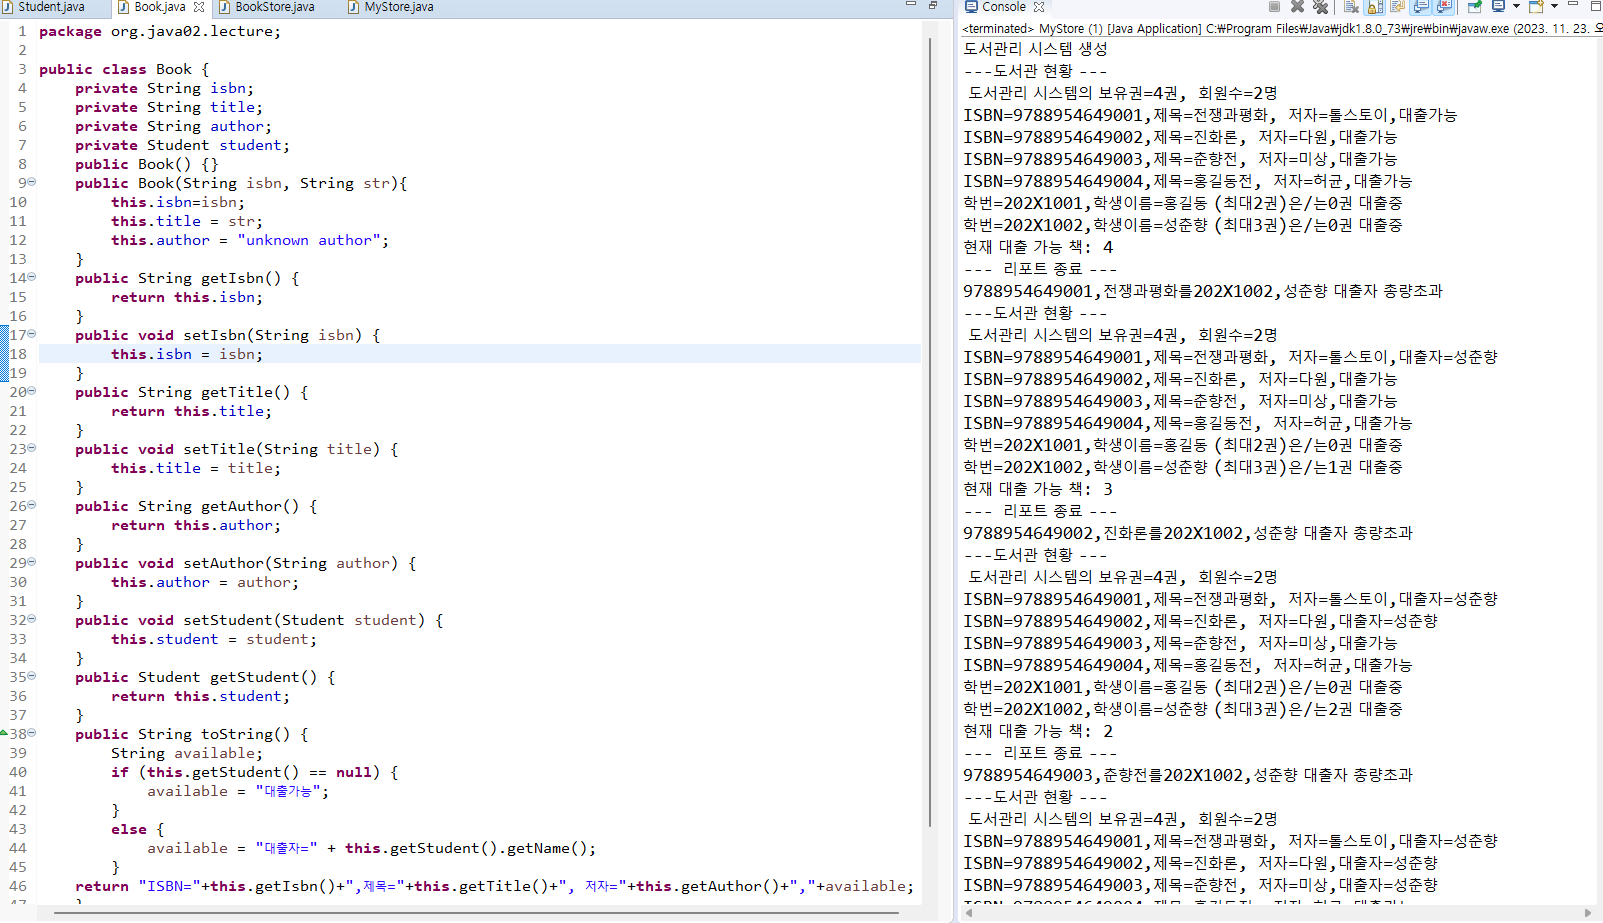 Student.java
Book.java
BookStore.java
MyStore.java
1 package org.java02.lecture;
2
3 public class Book {
4 private String isbn;
5 private String title;
6 private String author;
7 private Student student;
8 public Book() {}
9 public Book(String isbn, String str){
10 this.isbn=isbn;
11 this.title = str;
12 this.author = "unknown author";
13 }
14 public String getIsbn() {
15 return this.isbn;
16 }
17 public void setIsbn(String isbn) {
18 this.isbn = isbn;
19 }
20 public String getTitle() {
21 return this.title;
22 }
23 public void setTitle(String title) {
24 this.title = title;
25 }
26 public String getAuthor() {
27 return this.author;
28 }
29 public void setAuthor(String author) {
30 this.author = author;
31 }
32 public void setStudent(Student student) {
33 this.student = student;
34 }
35 public Student getStudent() {
36 return this.student;
37 }
38 public String toString() {
39 String available;
40 if (this.getStudent() == null) {
41 available = "대출가능";
42 }
43 else {
44 available = "대출자=" + this.getStudent().getName();
45 }
46 return "ISBN="+this.getIsbn()+",제목="+this.getTitle()+", 저자="+this.getAuthor()+","+available;
Console
<terminated> MyStore (1) [Java Application] C:₩Program Files₩Java₩jdk1.8.0_73₩jre₩bin₩javaw.exe (2023. 11. 23. 오
도서관리 시스템 생성
---도서관 현황 ---
도서관리 시스템의 보유권=4권, 회원수=2명
ISBN=9788954649001,제목=전쟁과평화, 저자=톨스토이,대출가능
ISBN=9788954649002,제목=진화론, 저자=다원,대출가능
ISBN=9788954649003,제목=춘향전, 저자=미상,대출가능
ISBN=9788954649004,제목=홍길동전, 저자=허균,대출가능
학번=202X1001,학생이름=홍길동 (최대2권)은/는0권 대출중
학번=202X1002,학생이름=성춘향 (최대3권)은/는0권 대출중
현재 대출 가능 책: 4
--- 리포트 종료 ---
9788954649001,전쟁과평화를202X1002,성춘향 대출자 총량초과
---도서관 현황 ---
도서관리 시스템의 보유권=4권, 회원수=2명
ISBN=9788954649001,제목=전쟁과평화, 저자=톨스토이,대출자=성춘향
ISBN=9788954649002,제목=진화론, 저자=다원,대출가능
ISBN=9788954649003,제목=춘향전, 저자=미상,대출가능
ISBN=9788954649004,제목=홍길동전, 저자=허균,대출가능
학번=202X1001,학생이름=홍길동 (최대2권)은/는0권 대출중
학번=202X1002,학생이름=성춘향 (최대3권)은/는1권 대출중
현재 대출 가능 책: 3
--- 리포트 종료 ---
9788954649002,진화론를202X1002,성춘향 대출자 총량초과
---도서관 현황 ---
도서관리 시스템의 보유권=4권, 회원수=2명
ISBN=9788954649001,제목=전쟁과평화, 저자=톨스토이,대출자=성춘향
ISBN=9788954649002,제목=진화론, 저자=다원,대출자=성춘향
ISBN=9788954649003,제목=춘향전, 저자=미상,대출가능
ISBN=9788954649004,제목=홍길동전, 저자=허균,대출가능
학번=202X1001,학생이름=홍길동 (최대2권)은/는0권 대출중
학번=202X1002,학생이름=성춘향 (최대3권)은/는2권 대출중
현재 대출 가능 책: 2
--- 리포트 종료 ---
9788954649003,춘향전를202X1002,성춘향 대출자 총량초과
---도서관 현황 ---
도서관리 시스템의 보유권=4권, 회원수=2명
ISBN=9788954649001,제목=전쟁과평화, 저자=톨스토이,대출자=성춘향
ISBN=9788954649002,제목=진화론, 저자=다원,대출자=성춘향
ISBN=9788954649003,제목=춘향전, 저자=미상,대출자=성춘향